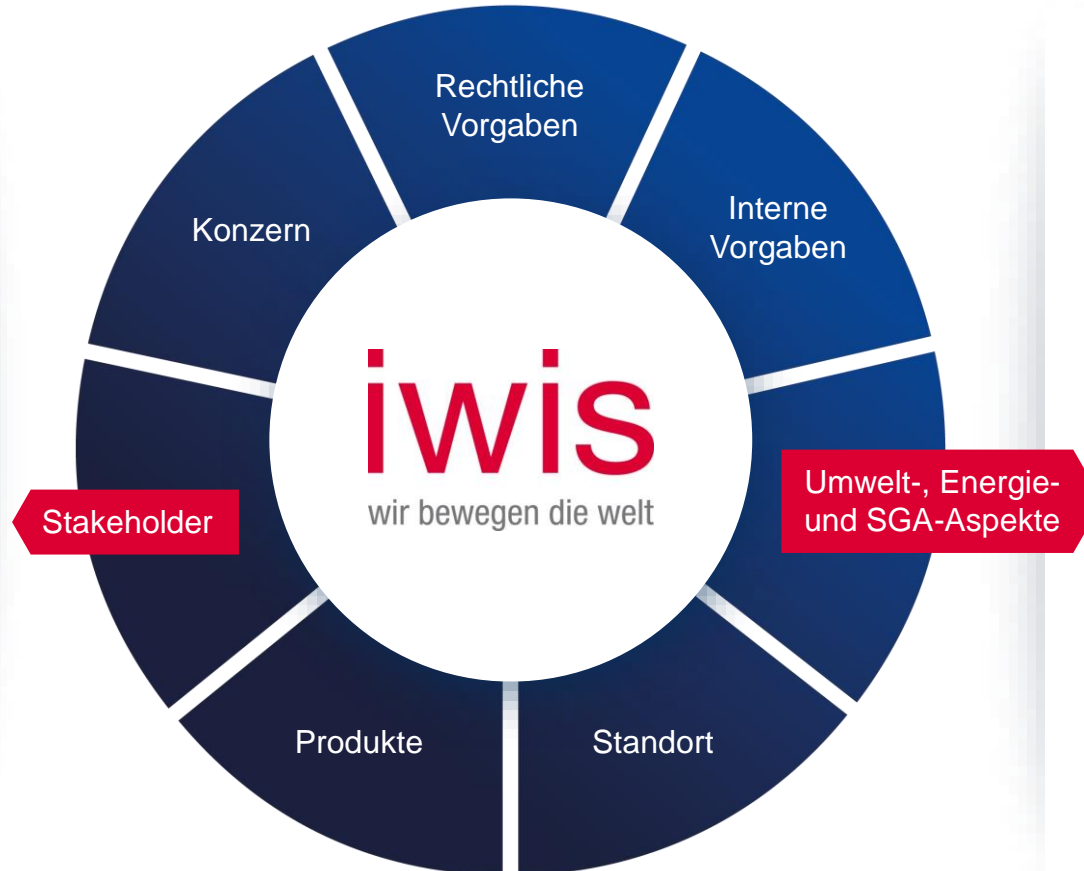 Rechtliche
Vorgaben
Interne
Vorgaben
Konzern
iwis
wir bewegen die welt
Umwelt-, Energie-
und SGA-Aspekte
Stakeholder
Produkte
Standort